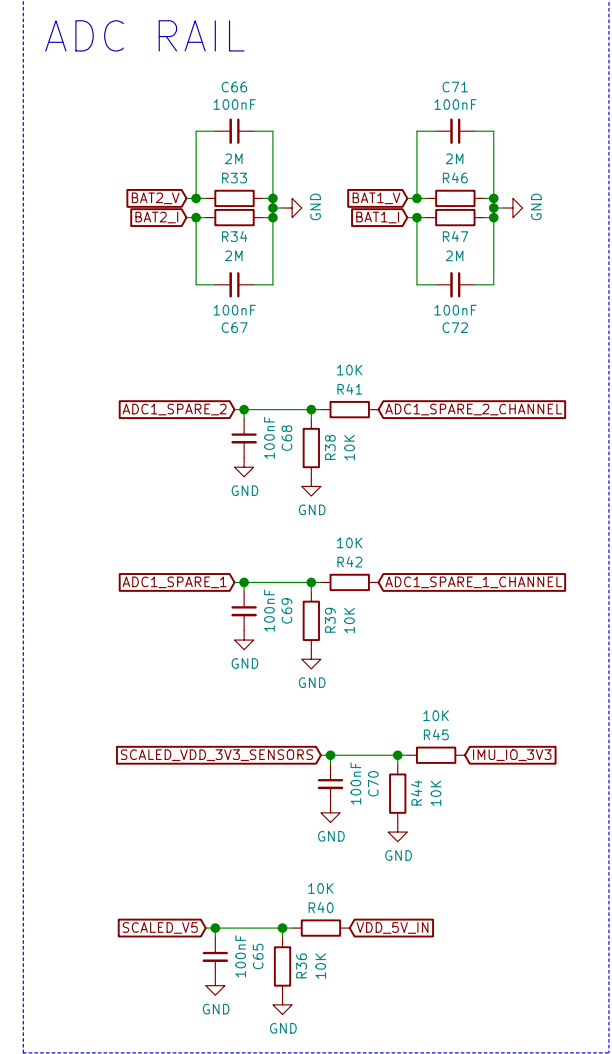 ADC RAIL
C66
100nF
2M
R33
BAT2_V
BAT2_I
GND
R34
2M
100nF
C67
C71
100nF
2M
R46
BAT1_V
BAT1_I
GND
R47
2M
100nF
C72
10K
R41
ADC1_SPARE_2
ADC1_SPARE_2_CHANNEL
100nF
C68
R38
10K
GND
GND
10K
R42
ADC1_SPARE_1
ADC1_SPARE_1_CHANNEL
100nF
C69
R39
10K
GND
GND
10K
R45
SCALED_VDD_3V3_SENSORS
IMU_IO_3V3
100nF
C70
R44
10K
GND
GND
10K
R40
SCALED_V5
VDD_5V_IN
100nF
C65
R36
10K
GND
GND